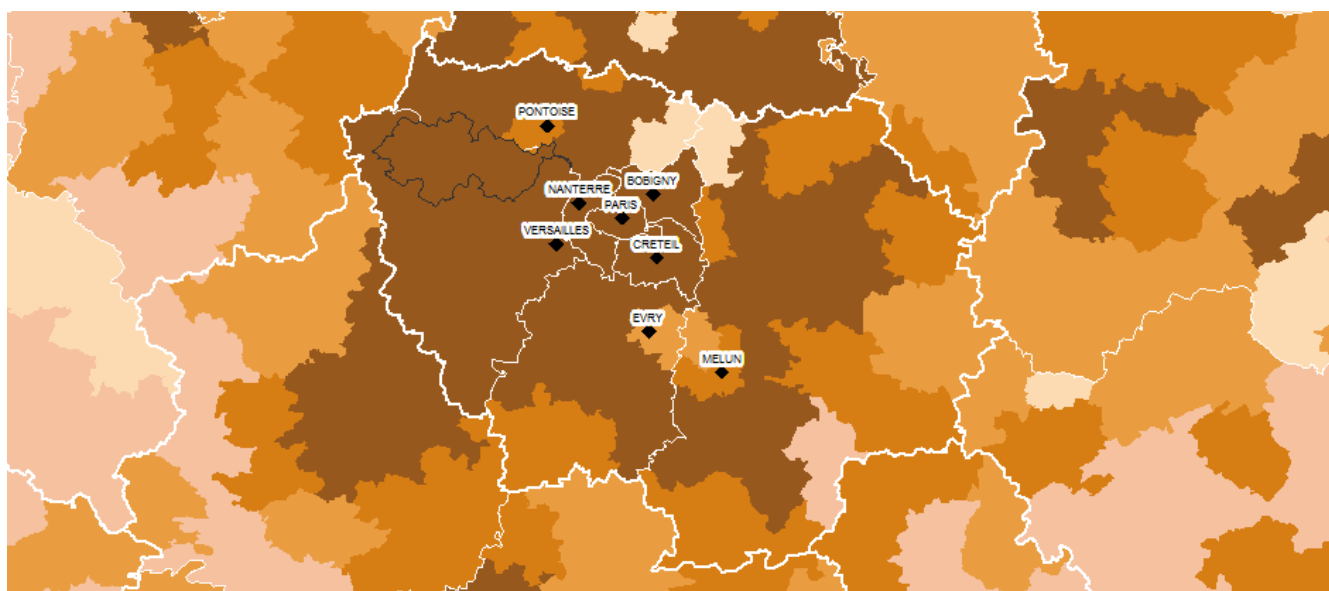 PONTOISE
BOBIGNY
NANTERRE
PARIS
VERSAILLES
CRETEIL
EVRY
MELUN